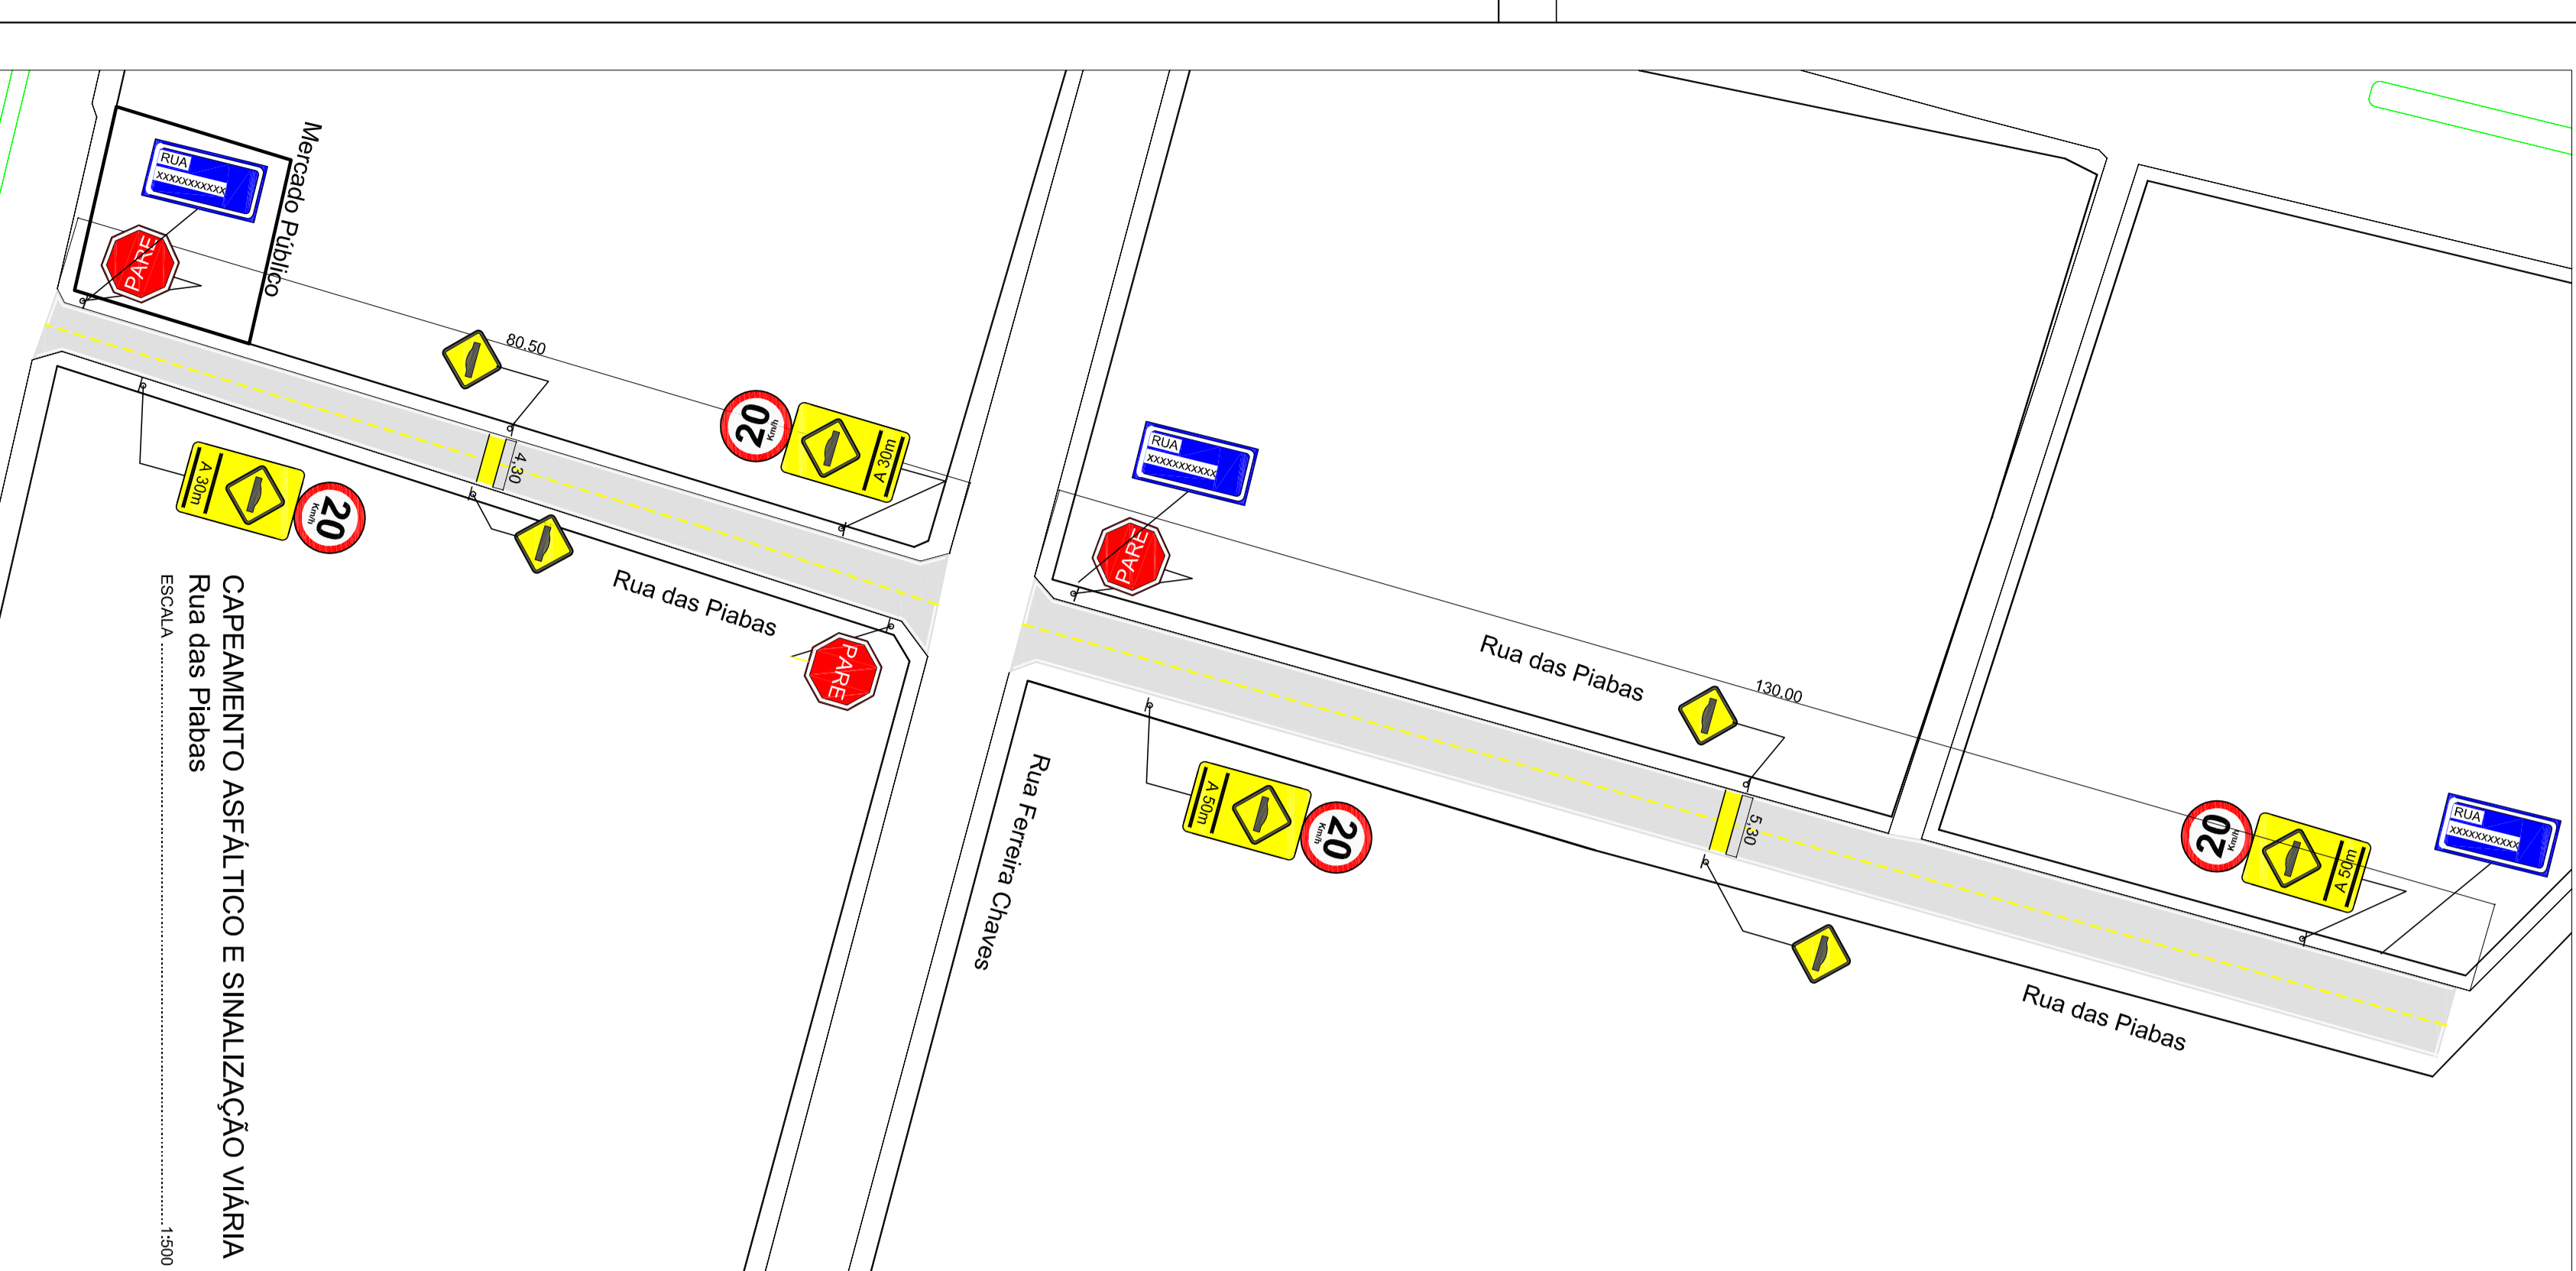 Mercado Público
RUA
xxxxxxxxxxx
PARE
80,50
20
Km/h
A 30m
4,30
A 30m
20
Km/h
Rua das Piabas
PARE
RUA
xxxxxxxxxxx
PARE
Rua das Piabas
130,00
A 50m
20
Km/h
5,30
Rua Ferreira Chaves
20
Km/h
A 50m
RUA
xxxxxxxxxxx
Rua das Piabas
CAPEAMENTO ASFÁLTICO E SINALIZAÇÃO VIÁRIA
Rua das Piabas
ESCALA 1:500